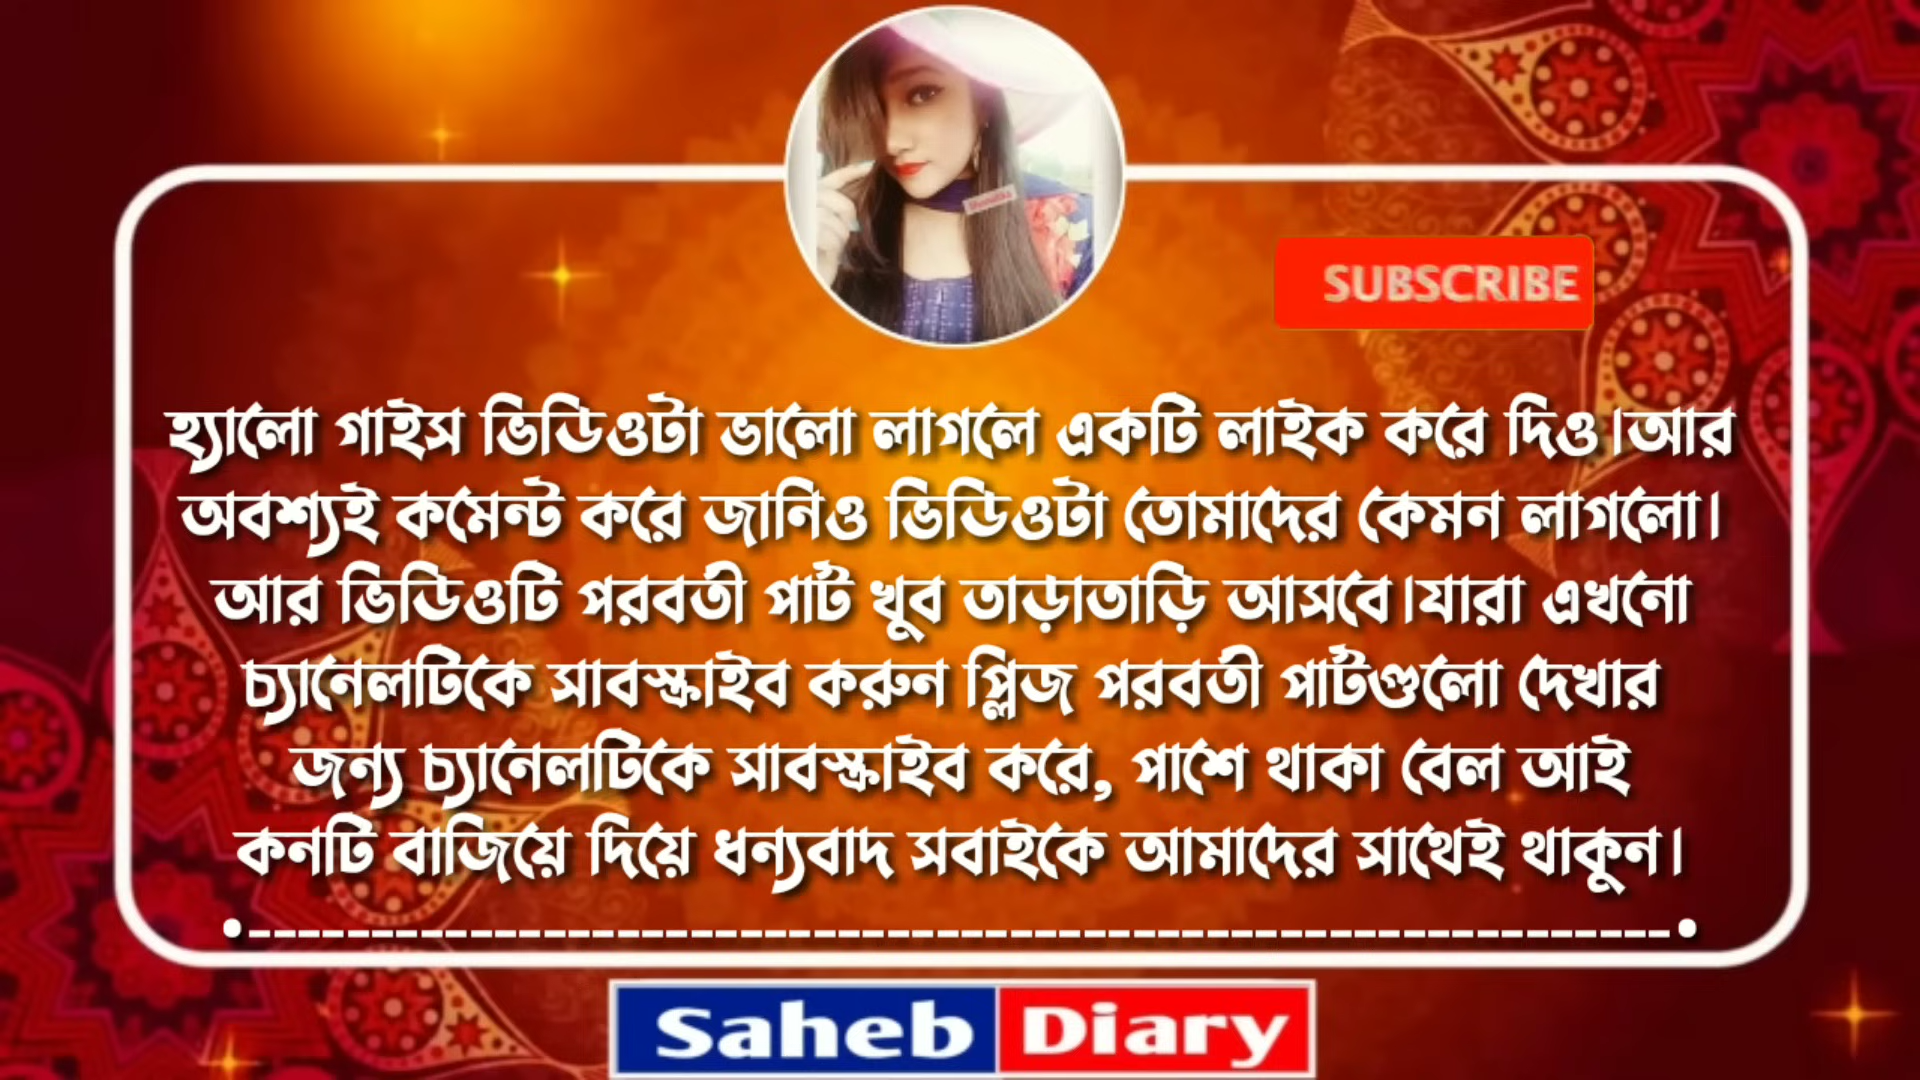 SUBSCRIBE
হ্যালো গাইস ভিডিওটা ভালো লাগলে একটি লাইক করে দিও।আর
অবশ্যই কমেন্ট করে জানিও ভিডিওটা তোমাদের কেমন লাগলো।
আর ভিডিওটি পরবর্তী পার্ট খুব তাড়াতাড়ি আসবে।যারা এখনো
চ্যানেলটিকে সাবস্ক্রাইব করুন প্লিজ পরবর্তী পার্টগুলো দেখার
জন্য চ্যানেলটিকে সাবস্ক্রাইব করে, পাশে থাকা বেল আই
কনটি বাজিয়ে দিয়ে ধন্যবাদ সবাইকে আমাদের সাথেই থাকুন।
Saheb Diary